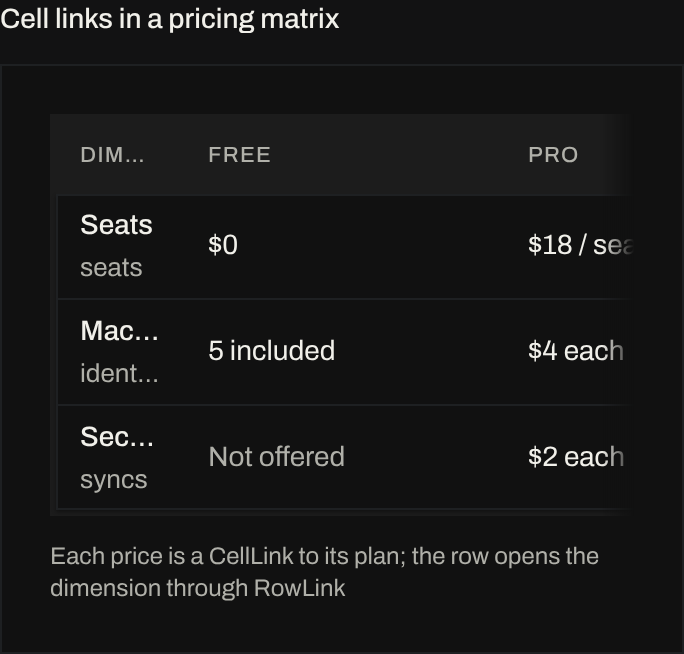 Cell links in a pricing matrix
DIM... FREE PRO
Seats
seats
$0 $18 / sea
Mac...
ident...
5 included $4 each
Sec...
syncs
Not offered $2 each
Each price is a CellLink to its plan; the row opens the
dimension through RowLink